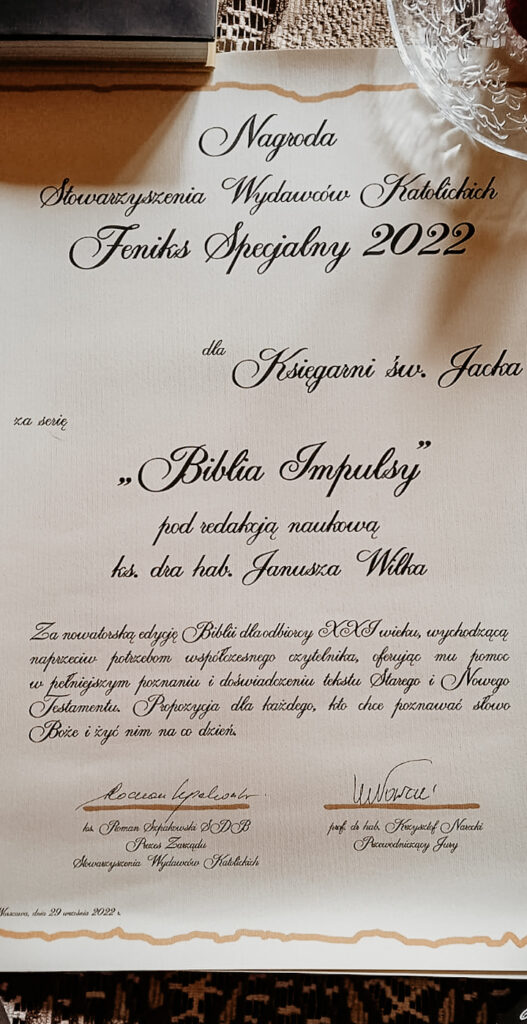 Nagroda
Stowarzyszenia Wydawców Katolickich
Feniks Specjalny 2022
dla Księgarni św. Jacka
za serię
„Biblia Impulsy”
pod redakcją naukową
ks. dra hab. Janusza Wilka
Za nowatorską edycję Biblii dla odbiorcy XXI wieku, wychodzącą
naprzeciw potrzebom współczesnego czytelnika, oferując mu pomoc
w pełniejszym poznaniu i doświadczeniu tekstu Starego i Nowego
Testamentu. Propozycja dla każdego, kto chce poznawać słowo
Boże i żyć nim na co dzień.
ks. Roman Szpakowski SDB
Prezes Zarządu
Stowarzyszenia Wydawców Katolickich
prof. dr hab. Krzysztof Narecki
Przewodniczący Jury
Warszawa, dnia 29 września 2022 r.